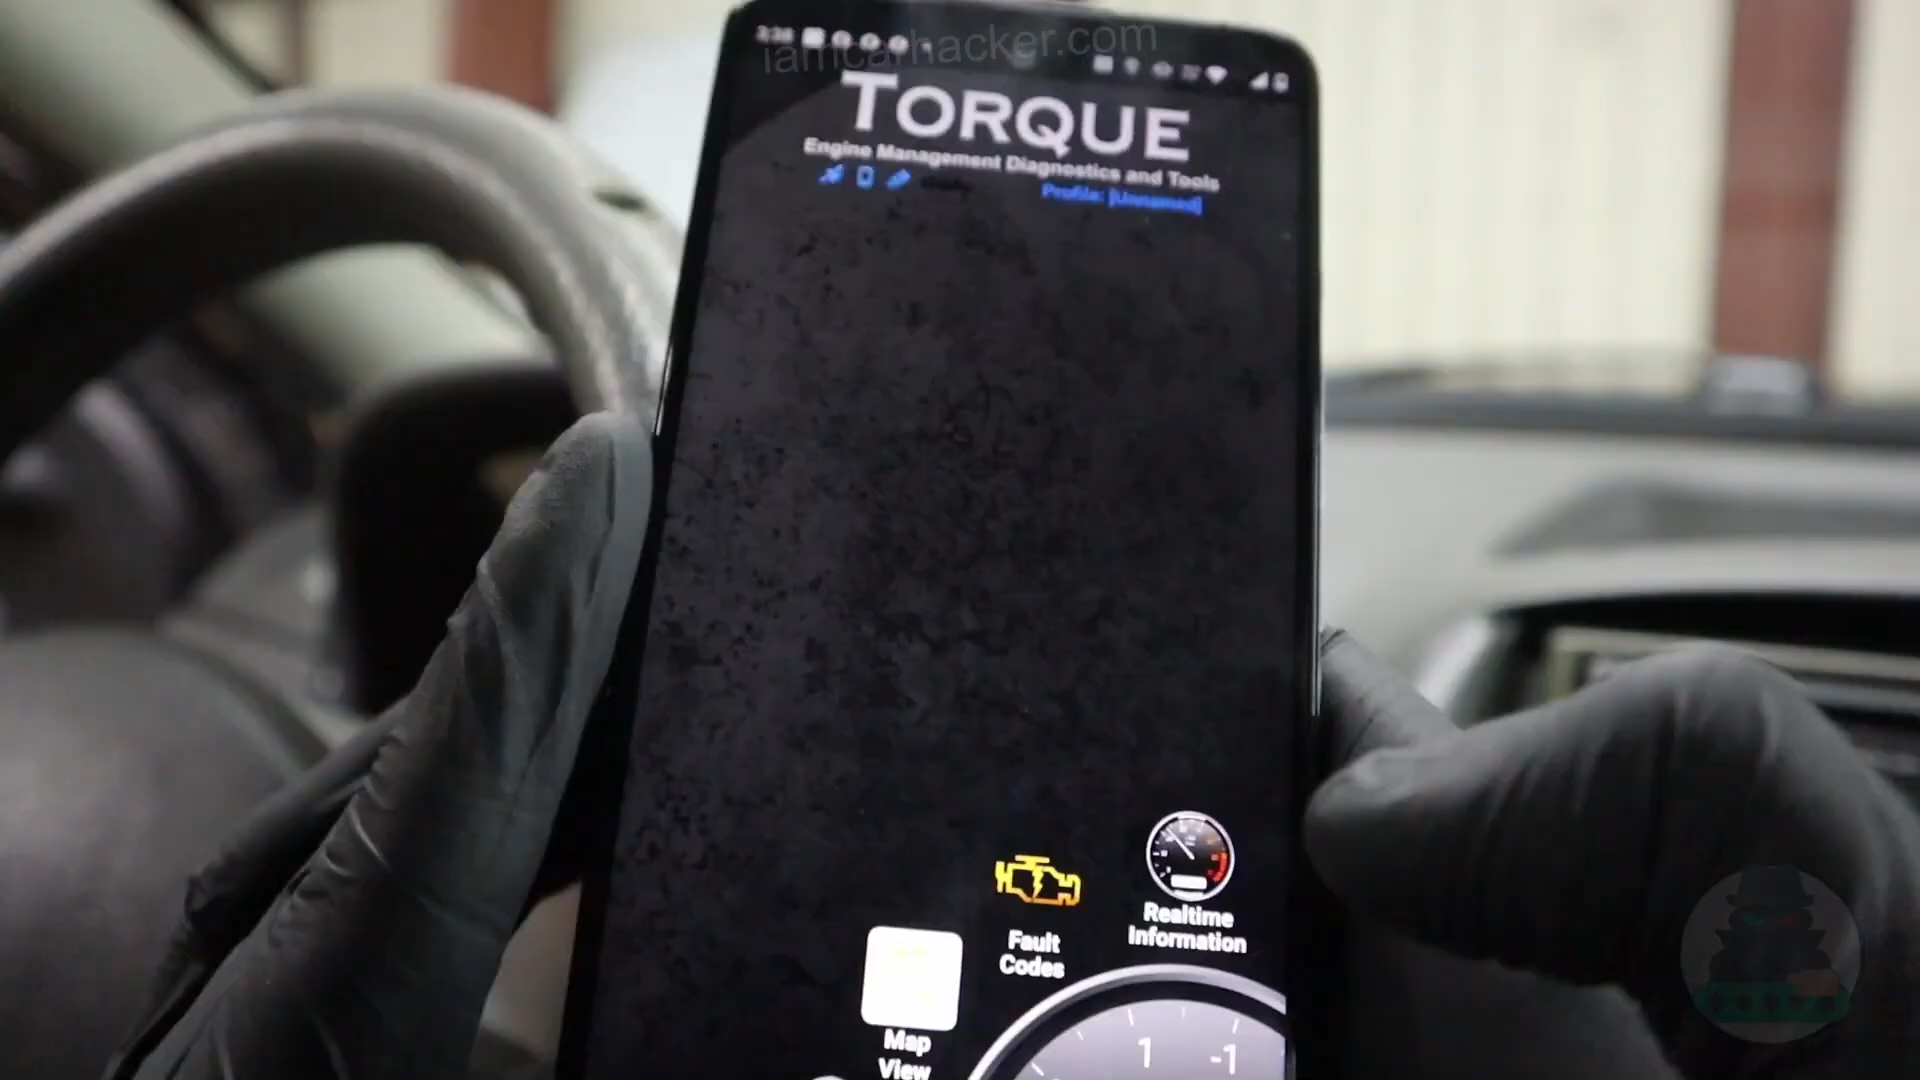 iamcarhacker.com
TORQUE
Engine Management Diagnostics and Tools
Profile: [Unnamed]
Realtime
Information
Fault
Codes
Map
View
1 -1